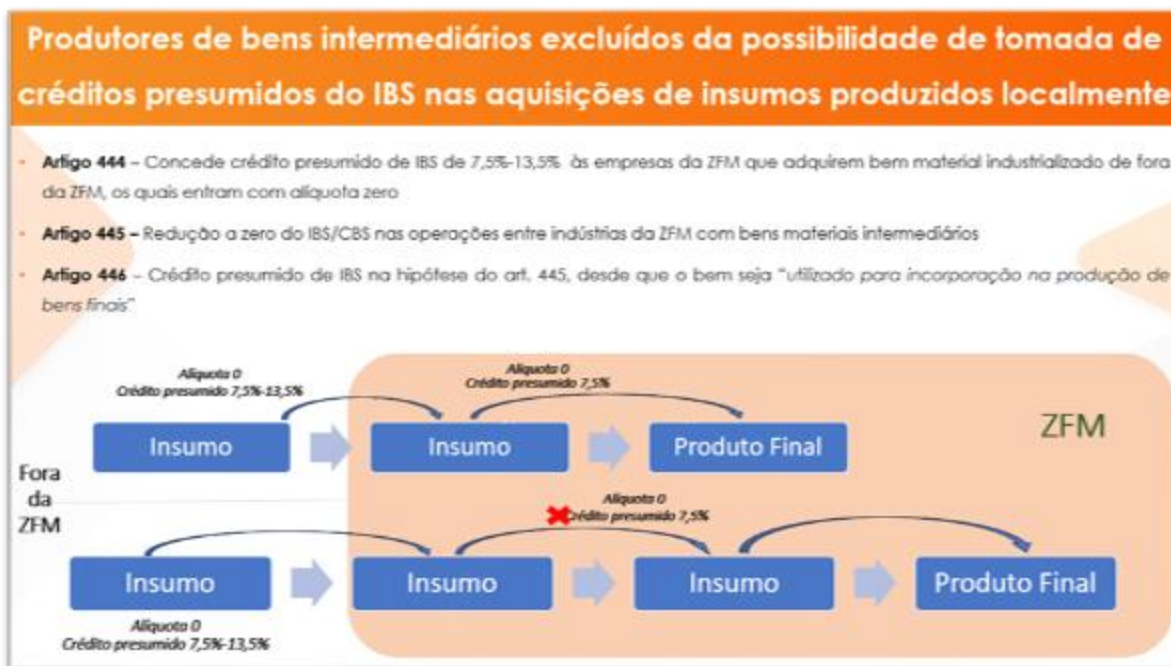 Produtores de bens intermediários excluídos da possibilidade de tomada de
créditos presumidos do IBS nas aquisições de insumos produzidos localmente
• Artigo 444 – Concede crédito presumido de IBS de 7,5%-13,5% às empresas da ZFM que adquirem bem material industrializado de fora
da ZFM, os quais entram com alíquota zero
• Artigo 445 – Redução a zero do IBS/CBS nas operações entre indústrias da ZFM com bens materiais intermediários
• Artigo 446 – Crédito presumido de IBS na hipótese do art. 445, desde que o bem seja “utilizado para incorporação na produção de
bens finais”
Alíquota 0
Crédito presumido 7,5%-13,5%
Alíquota 0
Crédito presumido 7,5%
ZFM
Insumo
Insumo
Produto Final
Fora
da
ZFM
Alíquota 0
Crédito presumido 7,5%
Insumo
Insumo
Insumo
Produto Final
Alíquota 0
Crédito presumido 7,5%-13,5%